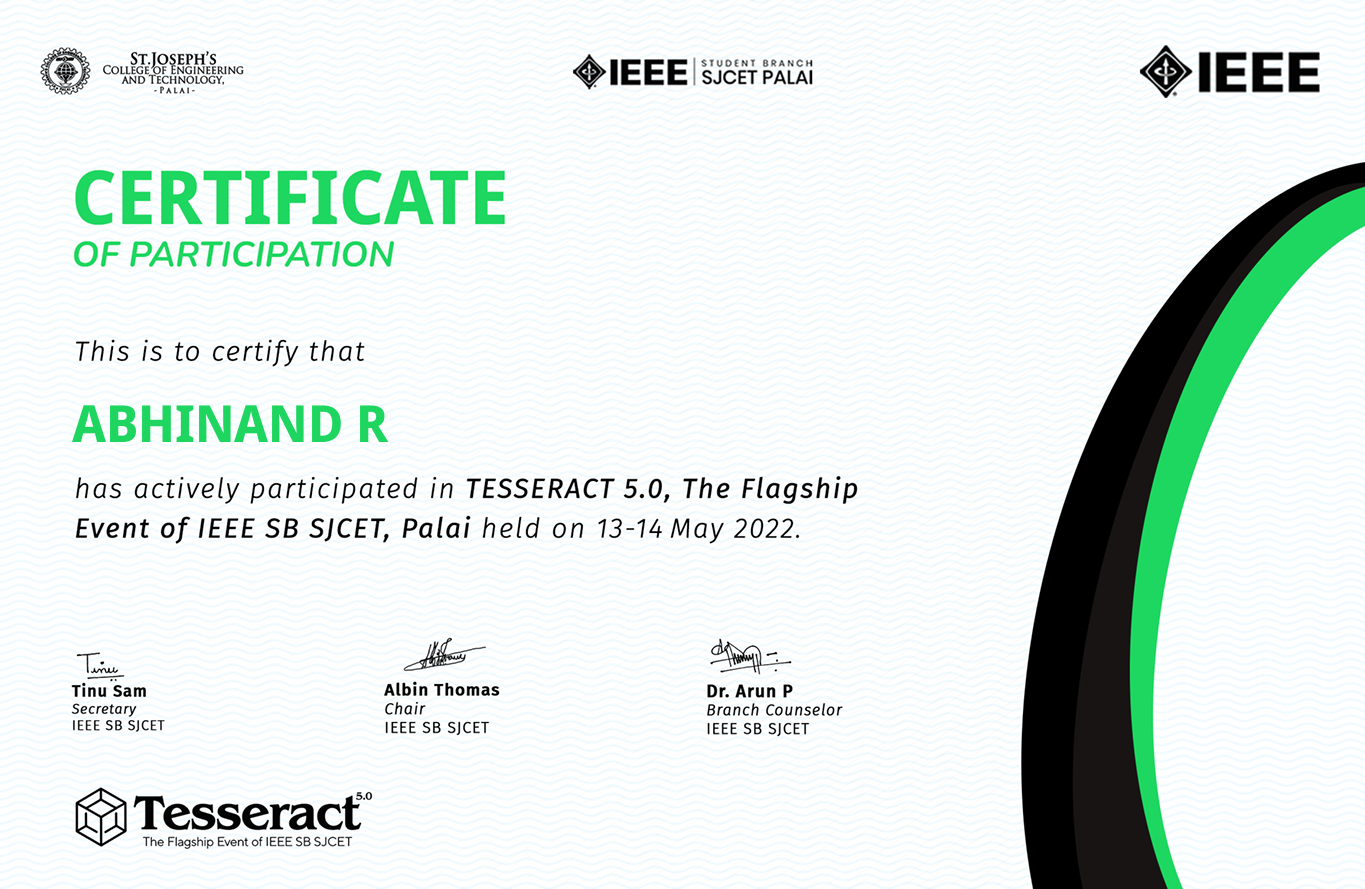 ST.JOSEPH'S
COLLEGE OF ENGINEERING
AND TECHNOLOGY,
-PALAI-
IEEE STUDENT BRANCH
SJCET PALAI
IEEE
CERTIFICATE
OF PARTICIPATION
This is to certify that
ABHINAND R
has actively participated in TESSERACT 5.0, The Flagship
Event of IEEE SB SJCET, Palai held on 13-14 May 2022.
Tinu
Tinu Sam
Secretary
IEEE SB SJCET
Albin Thomas
Chair
IEEE SB SJCET
Dr. Arun P
Branch Counselor
IEEE SB SJCET
Tesseract 5.0
The Flagship Event of IEEE SB SJCET